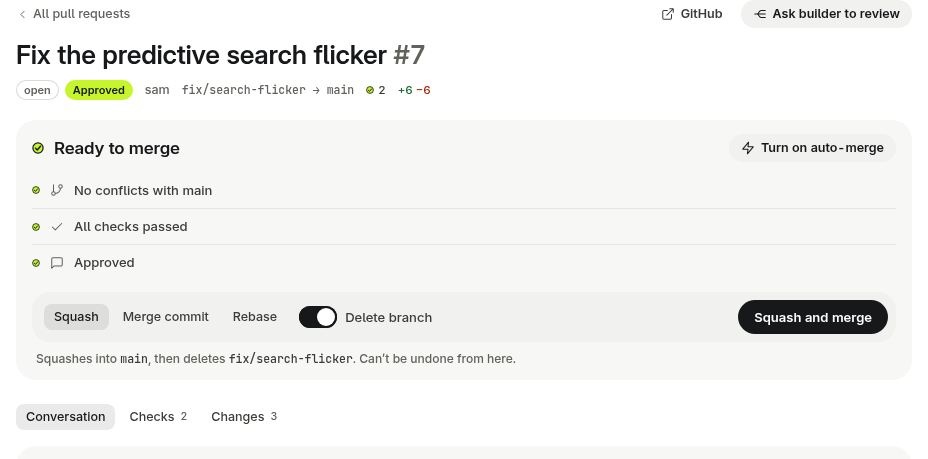 All pull requests
GitHub
Ask builder to review
Fix the predictive search flicker #7
open Approved sam fix/search-flicker → main 2 +6 −6
Ready to merge
Turn on auto-merge
No conflicts with main
All checks passed
Approved
Squash Merge commit Rebase Delete branch Squash and merge
Squashes into main, then deletes fix/search-flicker. Can’t be undone from here.
Conversation Checks 2 Changes 3